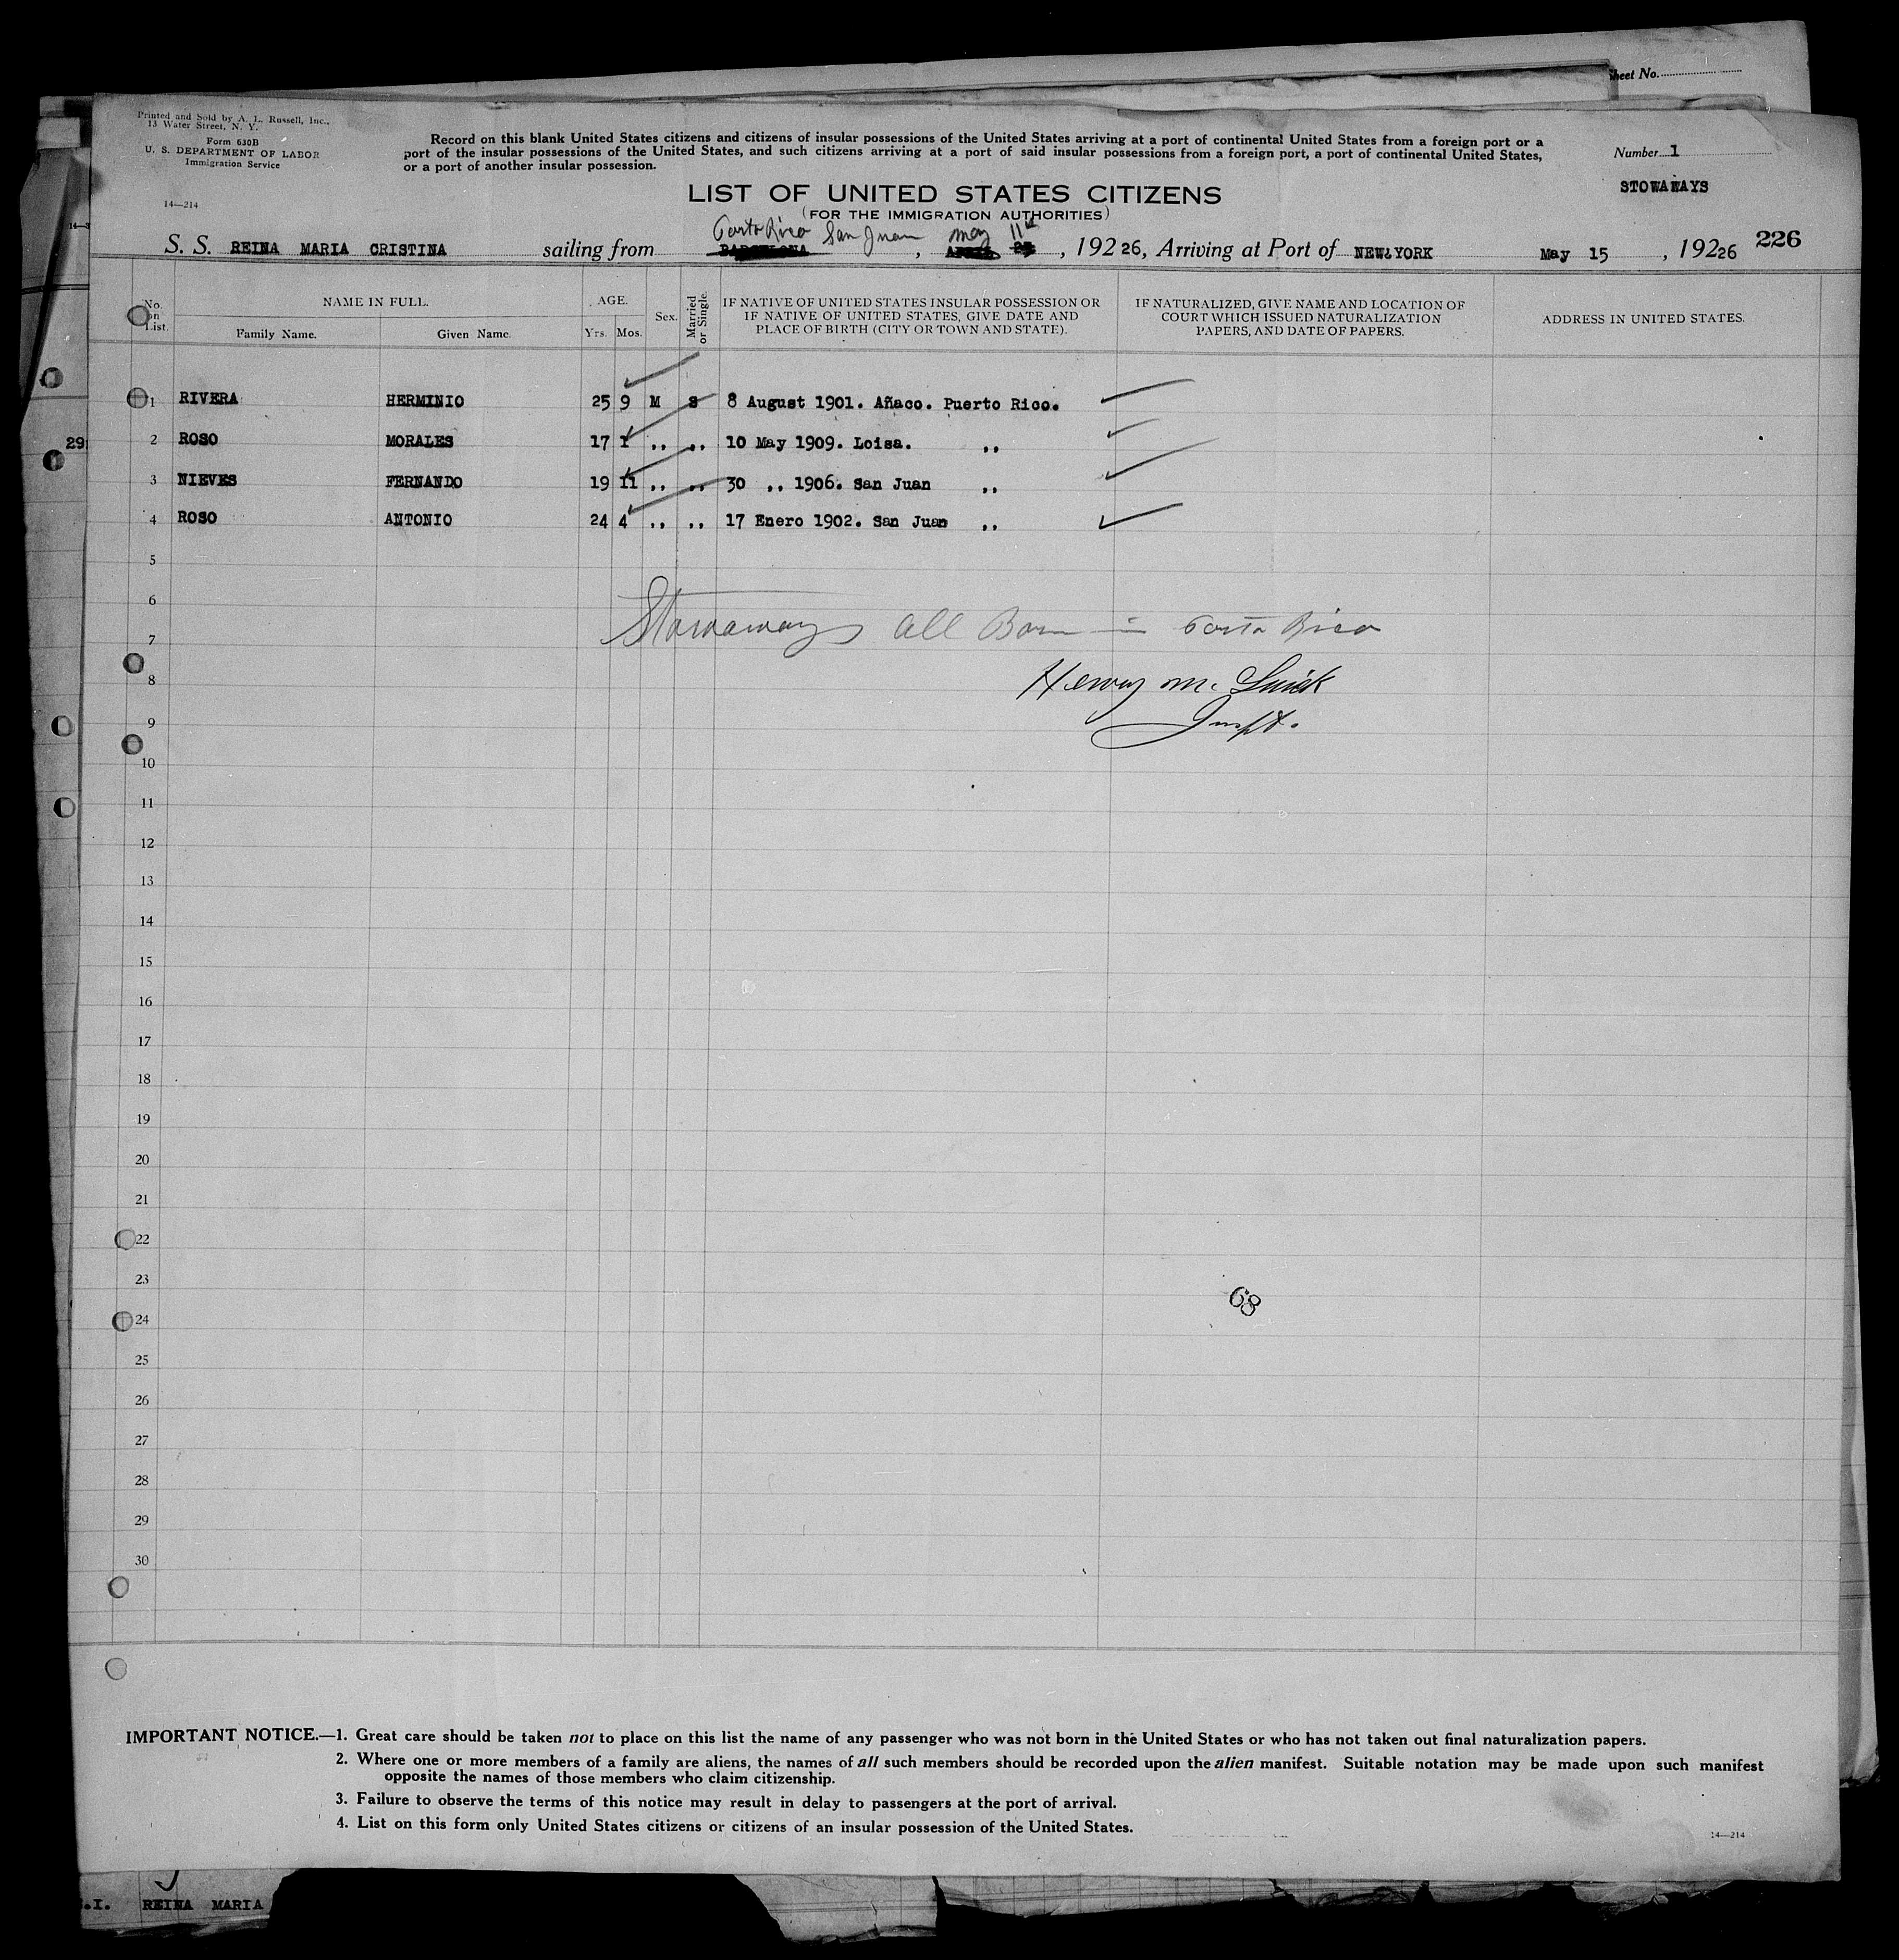 Sheet No.
Printed and Sold by A. L. Russell, Inc.,
13 Water Street, N. Y.
Form 630B
U. S. DEPARTMENT OF LABOR
Immigration Service
14—214
Record on this blank United States citizens and citizens of insular possessions of the United States arriving at a port of continental United States from a foreign port or a
port of the insular possessions of the United States, and such citizens arriving at a port of said insular possessions from a foreign port, a port of continental United States,
or a port of another insular possession.
Number 1
STOWAWAYS
LIST OF UNITED STATES CITIZENS
(FOR THE IMMIGRATION AUTHORITIES)
Porto Rico San Juan May 11th
S. S. REINA MARIA CRISTINA sailing from BARCELONA, APRIL 25, 192 26, Arriving at Port of NEW YORK May 15, 192 26 226
No. on List.
NAME IN FULL.
Family Name. Given Name.
AGE.
Yrs. Mos.
Sex.
Married or Single.
IF NATIVE OF UNITED STATES INSULAR POSSESSION OR
IF NATIVE OF UNITED STATES, GIVE DATE AND
PLACE OF BIRTH (CITY OR TOWN AND STATE).
IF NATURALIZED, GIVE NAME AND LOCATION OF
COURT WHICH ISSUED NATURALIZATION
PAPERS, AND DATE OF PAPERS.
ADDRESS IN UNITED STATES.
1 RIVERA HERMINIO 25 9 M S 8 August 1901. Añaco. Puerto Rico.
29
2 ROSO MORALES 17 1 ,, ,, 10 May 1909. Loisa. ,,
3 NIEVES FERNANDO 19 11 ,, ,, 30 ,, 1906. San Juan ,,
4 ROSO ANTONIO 24 4 ,, ,, 17 Enero 1902. San Juan ,,
5
6
Stowaways All Born in Porto Rico
7
Henry M.
8
Inspt.
9
10
11
12
13
14
15
16
17
18
19
20
21
22
23
68
24
25
26
27
28
29
30
IMPORTANT NOTICE.—1. Great care should be taken not to place on this list the name of any passenger who was not born in the United States or who has not taken out final naturalization papers.
2. Where one or more members of a family are aliens, the names of all such members should be recorded upon the alien manifest. Suitable notation may be made upon such manifest
opposite the names of those members who claim citizenship.
3. Failure to observe the terms of this notice may result in delay to passengers at the port of arrival.
4. List on this form only United States citizens or citizens of an insular possession of the United States.
14—214
.I. REINA MARIA